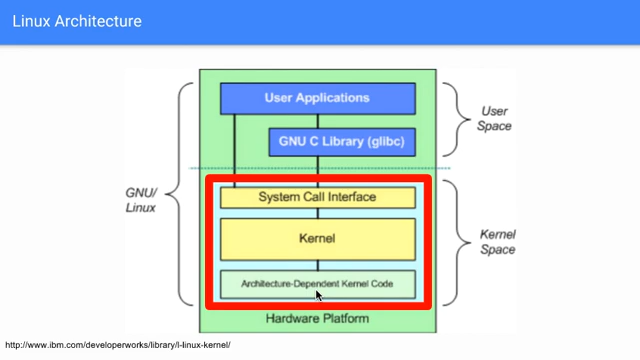 Linux Architecture
User Applications
GNU C Library (glibc)
User
Space
GNU/
Linux
System Call Interface
Kernel
Architecture-Dependent Kernel Code
Kernel
Space
Hardware Platform
http://www.ibm.com/developerworks/library/l-linux-kernel/